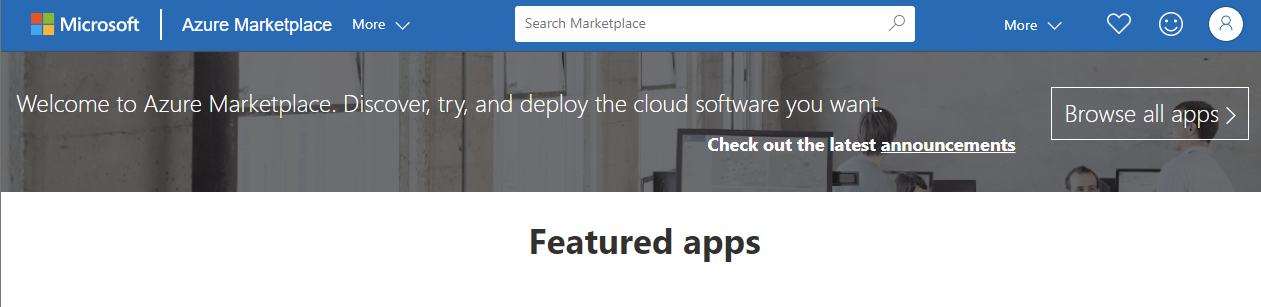 Microsoft Azure Marketplace More Search Marketplace More
Welcome to Azure Marketplace. Discover, try, and deploy the cloud software you want.
Browse all apps
Check out the latest announcements
Featured apps